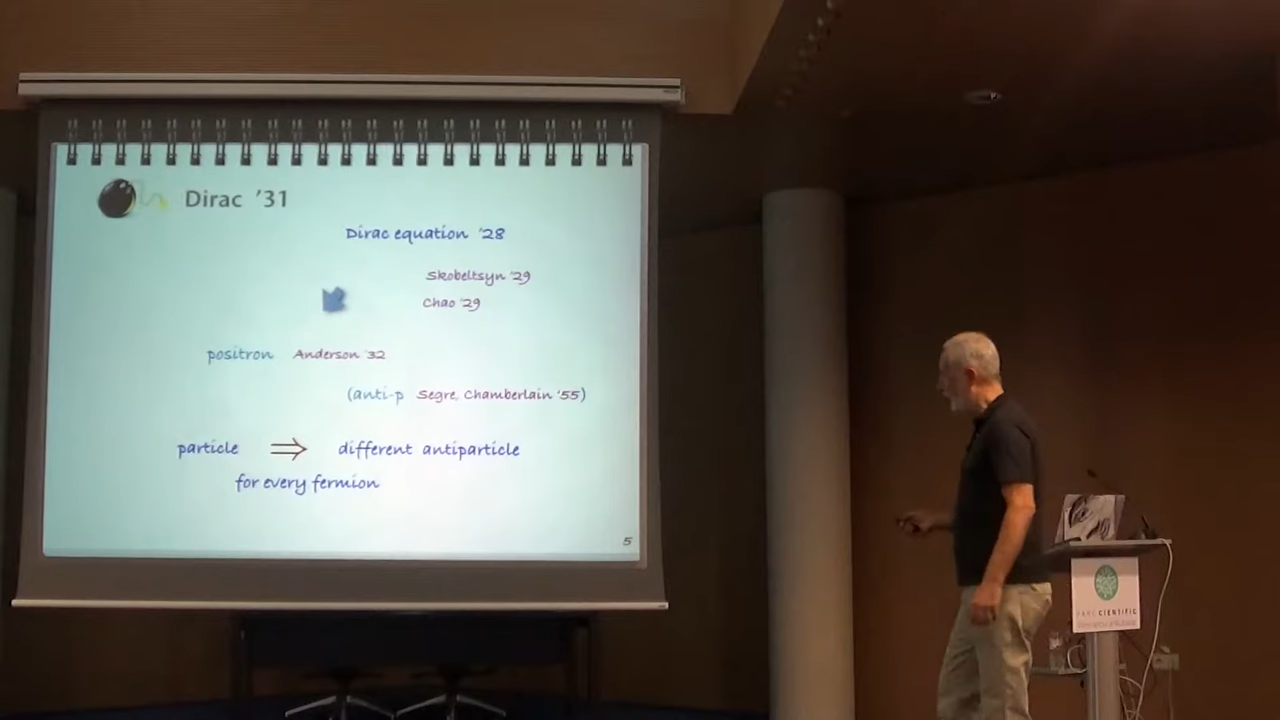 Dirac '31
Dirac equation '28
Skobeltsyn '29
Chao '29
positron Anderson '32
(anti-p Segre, Chamberlain '55)
particle ⇒ different antiparticle
for every fermion
5
PARC CIENTÍFIC